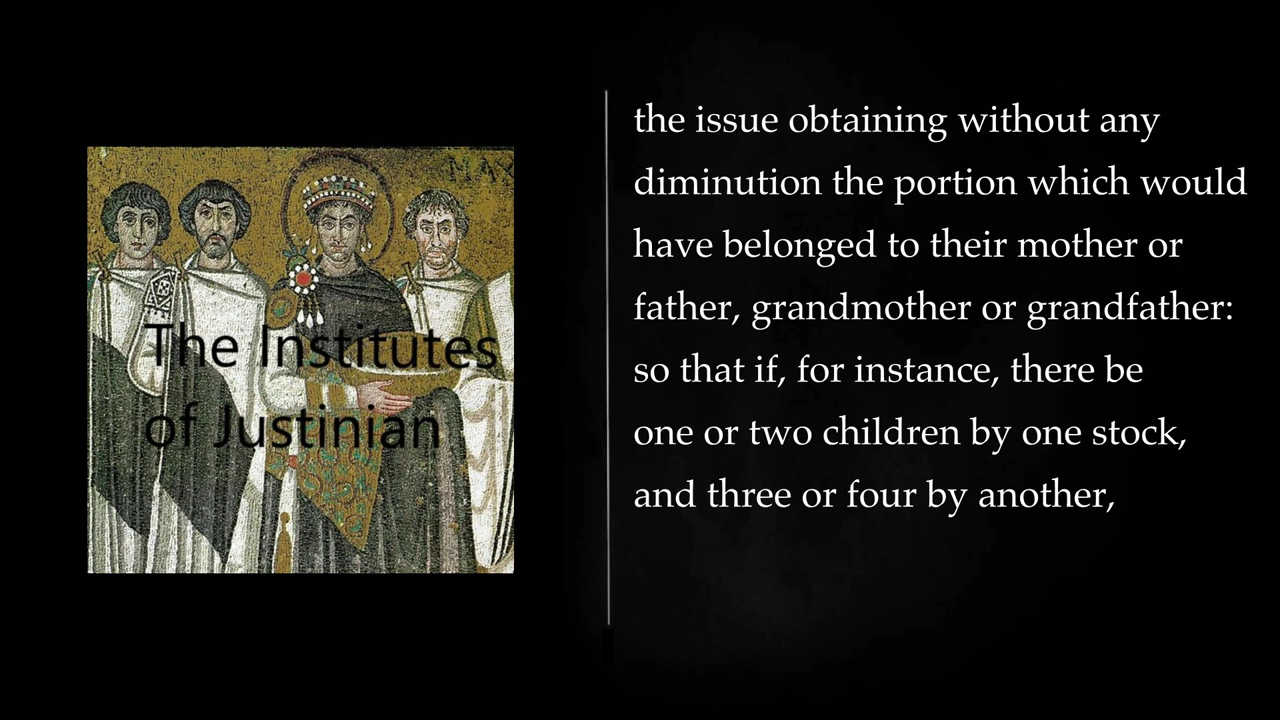 MAX
The Institutes
of Justinian
the issue obtaining without any
diminution the portion which would
have belonged to their mother or
father, grandmother or grandfather:
so that if, for instance, there be
one or two children by one stock,
and three or four by another,